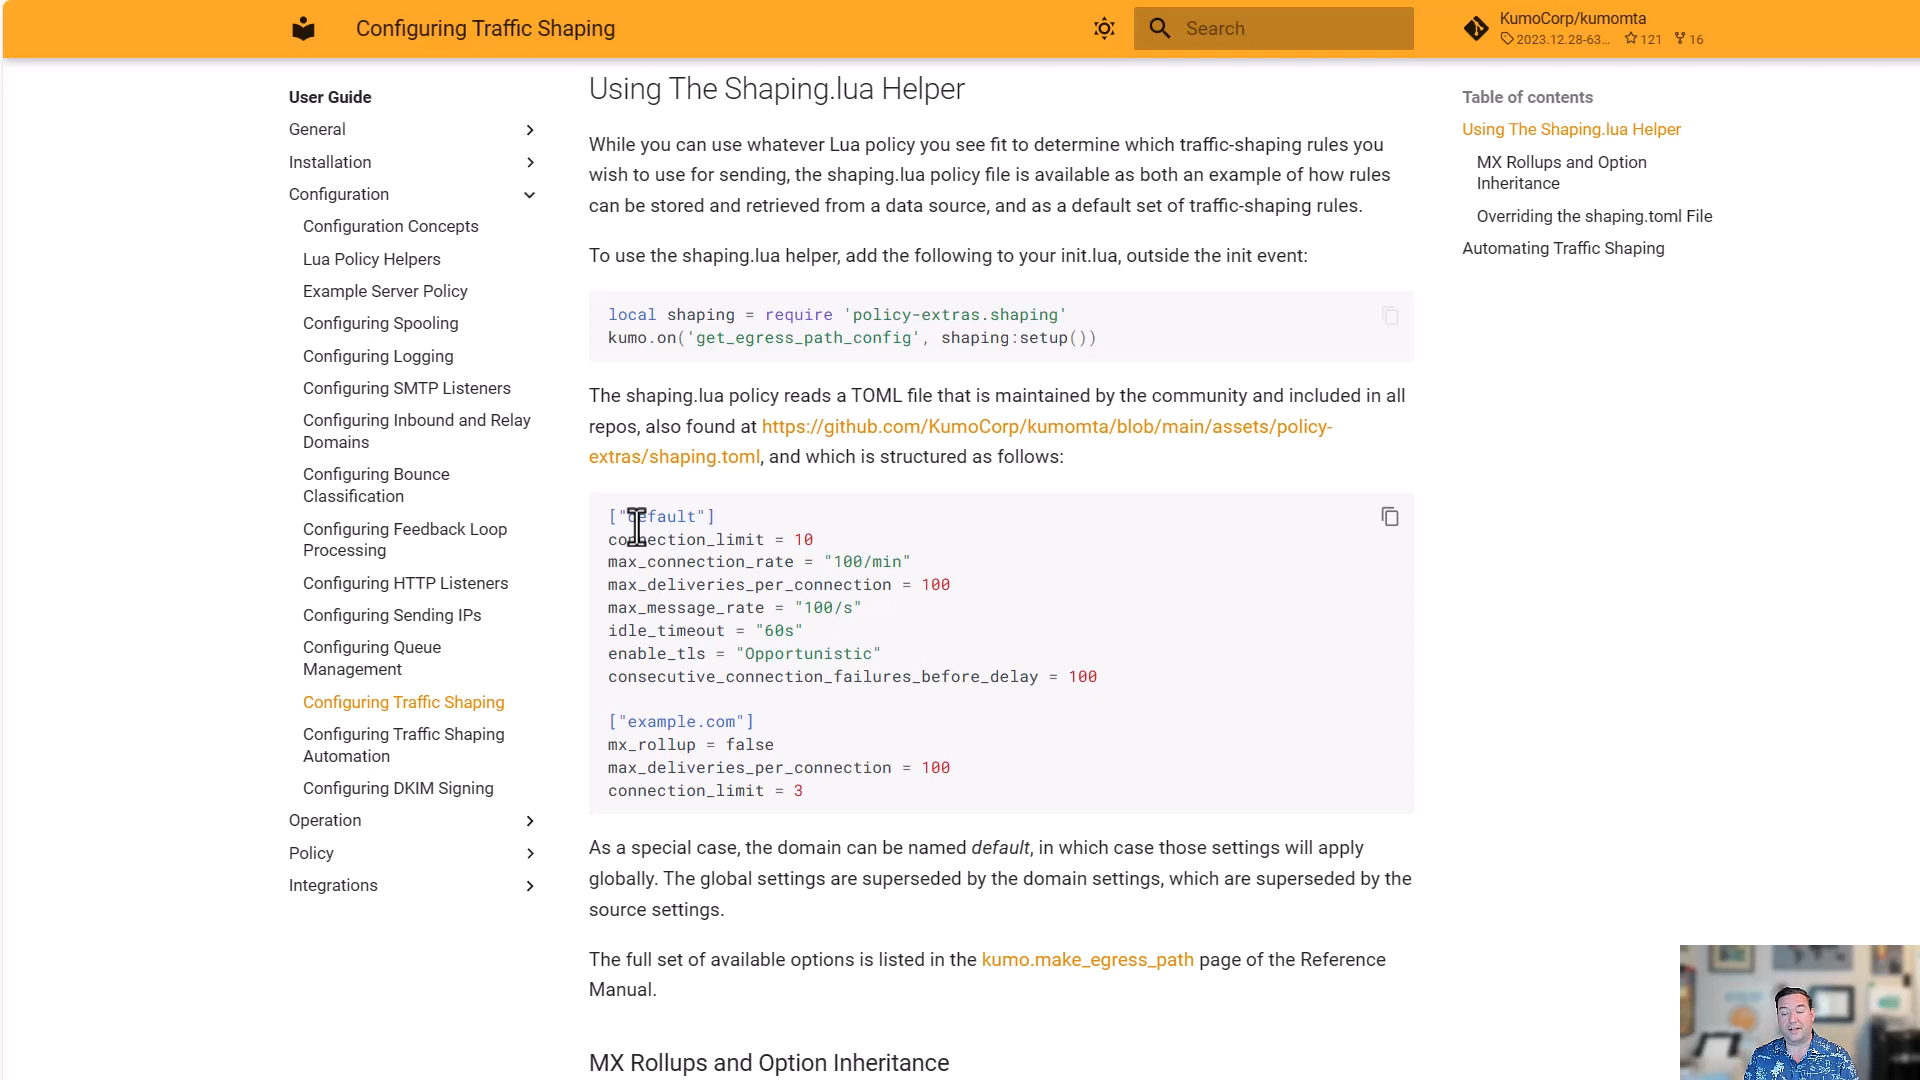 Configuring Traffic Shaping
Search
KumoCorp/kumomta
2023.12.28-63... 121 16
User Guide
General
Installation
Configuration
Configuration Concepts
Lua Policy Helpers
Example Server Policy
Configuring Spooling
Configuring Logging
Configuring SMTP Listeners
Configuring Inbound and Relay
Domains
Configuring Bounce
Classification
Configuring Feedback Loop
Processing
Configuring HTTP Listeners
Configuring Sending IPs
Configuring Queue
Management
Configuring Traffic Shaping
Configuring Traffic Shaping
Automation
Configuring DKIM Signing
Operation
Policy
Integrations
Using The Shaping.lua Helper
While you can use whatever Lua policy you see fit to determine which traffic-shaping rules you
wish to use for sending, the shaping.lua policy file is available as both an example of how rules
can be stored and retrieved from a data source, and as a default set of traffic-shaping rules.
To use the shaping.lua helper, add the following to your init.lua, outside the init event:
local shaping = require 'policy-extras.shaping'
kumo.on('get_egress_path_config', shaping:setup())
The shaping.lua policy reads a TOML file that is maintained by the community and included in all
repos, also found at https://github.com/KumoCorp/kumomta/blob/main/assets/policy-
extras/shaping.toml, and which is structured as follows:
["default"]
connection_limit = 10
max_connection_rate = "100/min"
max_deliveries_per_connection = 100
max_message_rate = "100/s"
idle_timeout = "60s"
enable_tls = "Opportunistic"
consecutive_connection_failures_before_delay = 100
["example.com"]
mx_rollup = false
max_deliveries_per_connection = 100
connection_limit = 3
As a special case, the domain can be named default, in which case those settings will apply
globally. The global settings are superseded by the domain settings, which are superseded by the
source settings.
The full set of available options is listed in the kumo.make_egress_path page of the Reference
Manual.
MX Rollups and Option Inheritance
Table of contents
Using The Shaping.lua Helper
MX Rollups and Option
Inheritance
Overriding the shaping.toml File
Automating Traffic Shaping